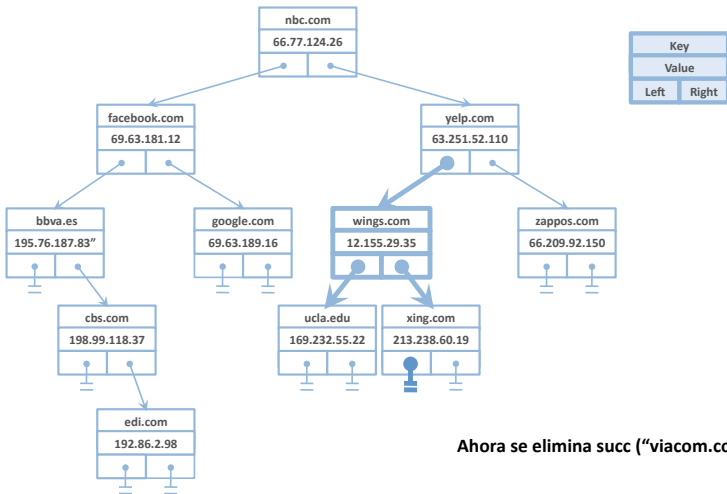 nbc.com
66.77.124.26
Key
Value
Left Right
facebook.com
69.63.181.12
yelp.com
63.251.52.110
bbva.es
195.76.187.83”
google.com
69.63.189.16
wings.com
12.155.29.35
zappos.com
66.209.92.150
cbs.com
198.99.118.37
ucla.edu
169.232.55.22
xing.com
213.238.60.19
edi.com
192.86.2.98
Ahora se elimina succ (“viacom.co